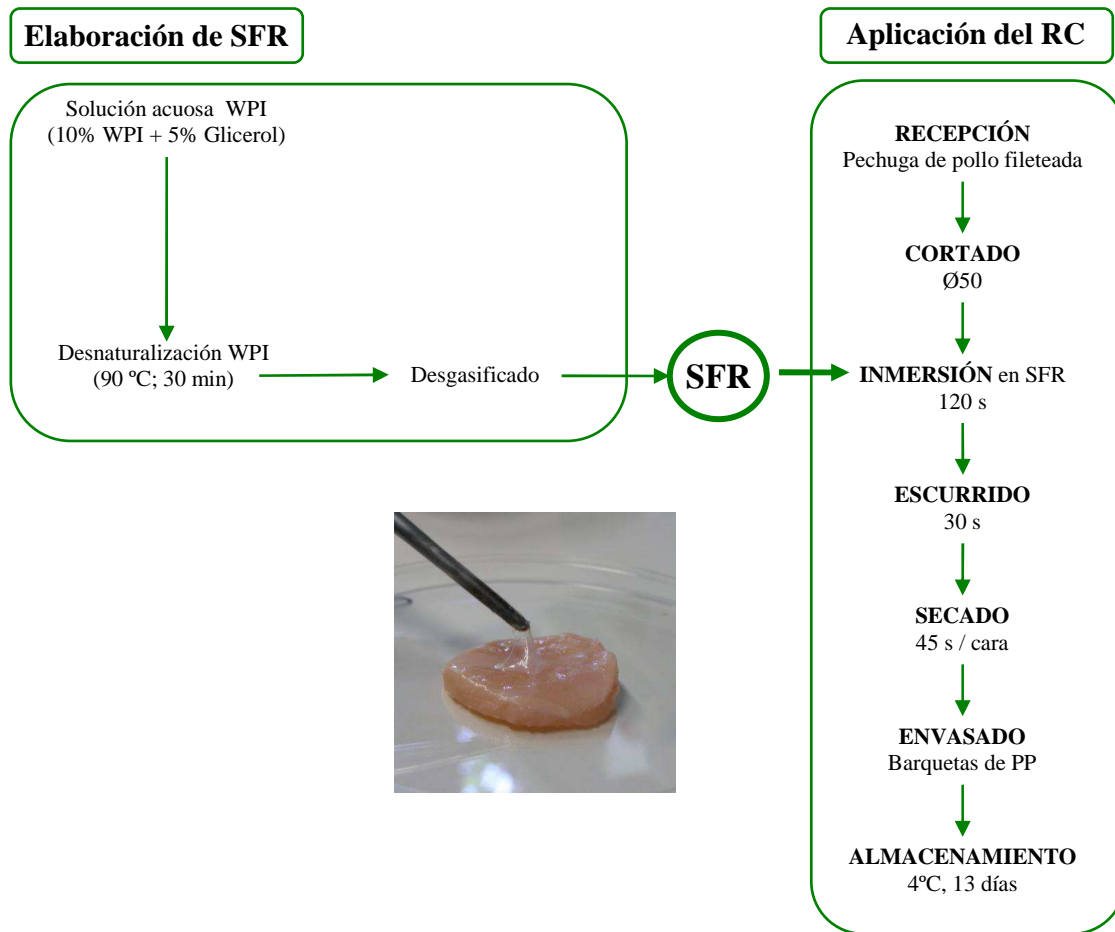 Elaboración de SFR
Solución acuosa WPI
(10% WPI + 5% Glicerol)
Desnaturalización WPI
(90 ºC; 30 min)
Desgasificado
SFR
Aplicación del RC
RECEPCIÓN
Pechuga de pollo fileteada
CORTADO
Ø50
INMERSIÓN en SFR
120 s
ESCURRIDO
30 s
SECADO
45 s / cara
ENVASADO
Barquetas de PP
ALMACENAMIENTO
4ºC, 13 días